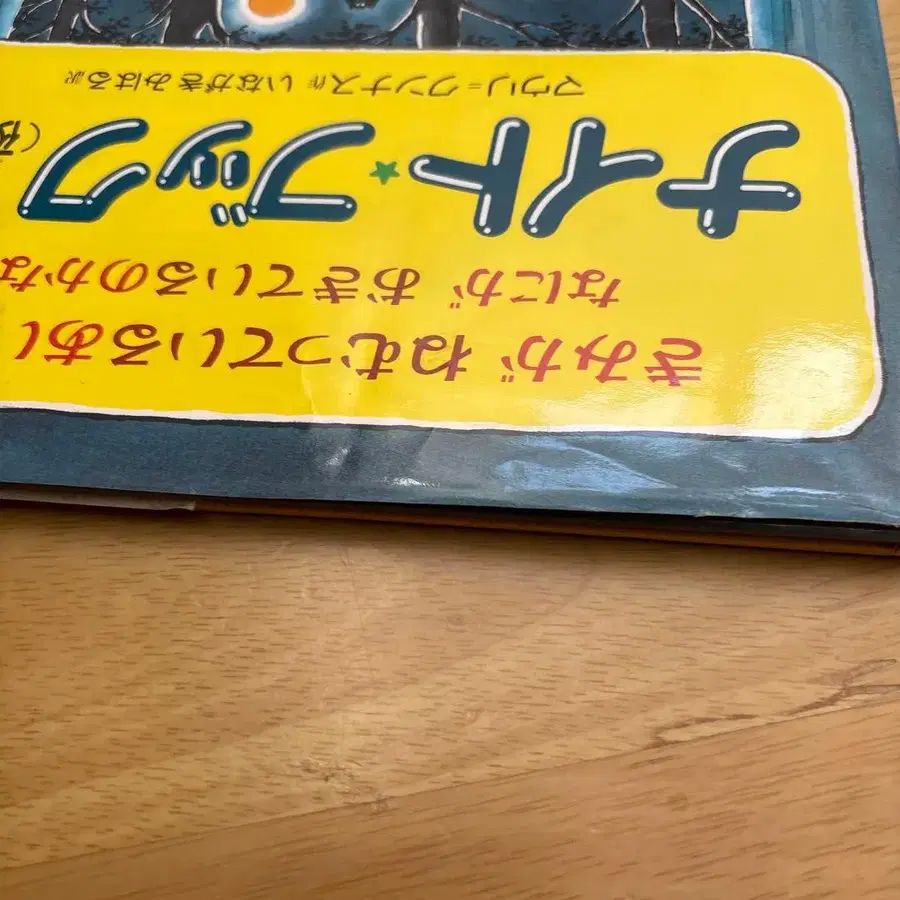 きみが ねむっているあ
なにが おきているのかな
ナイト★ブック(
マウリ=クンナス作 いながきみはる訳